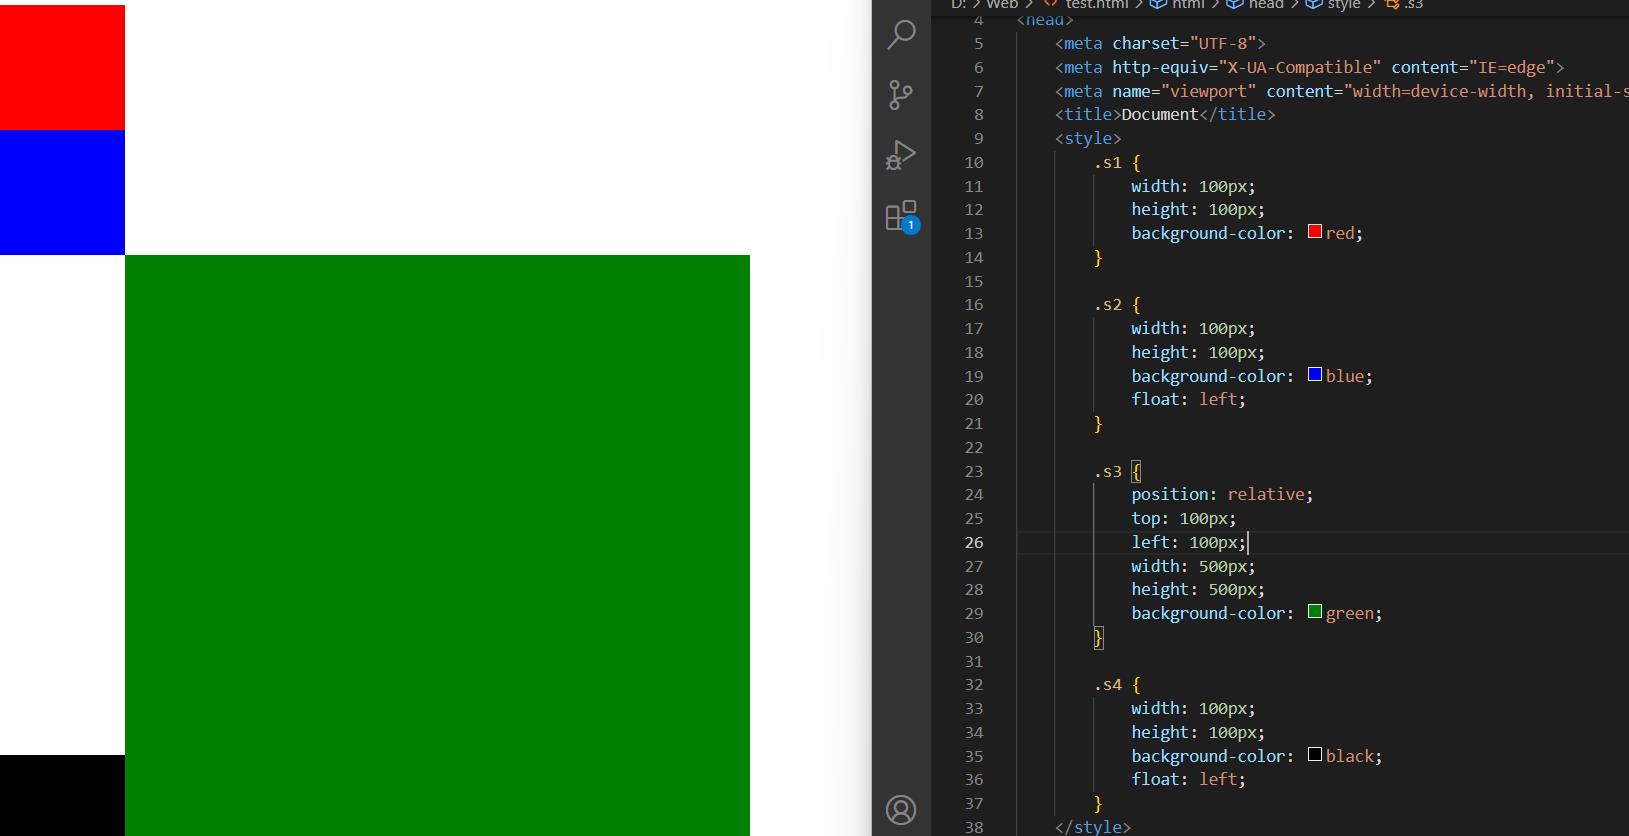 D: > Web > test.html > html > head > style > .s3
4 <head>
5 <meta charset="UTF-8">
6 <meta http-equiv="X-UA-Compatible" content="IE=edge">
7 <meta name="viewport" content="width=device-width, initial-s
8 <title>Document</title>
9 <style>
10 .s1 {
11 width: 100px;
12 height: 100px;
13 background-color: red;
14 }
15
16 .s2 {
17 width: 100px;
18 height: 100px;
19 background-color: blue;
20 float: left;
21 }
22
23 .s3 {
24 position: relative;
25 top: 100px;
26 left: 100px;
27 width: 500px;
28 height: 500px;
29 background-color: green;
30 }
31
32 .s4 {
33 width: 100px;
34 height: 100px;
35 background-color: black;
36 float: left;
37 }
38 </style>
1